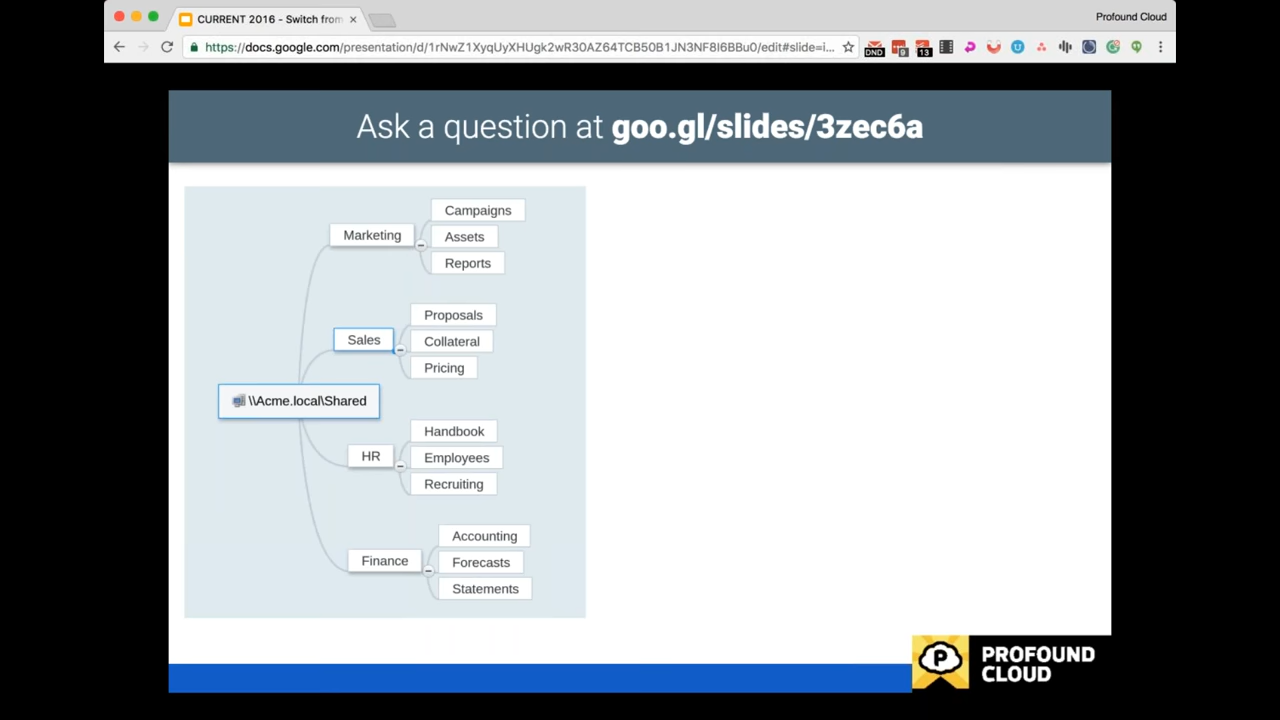 CURRENT 2016 - Switch from
Profound Cloud
https://docs.google.com/presentation/d/1rNwZ1XyqUyXHUgk2wR30AZ64TCB50B1JN3NF8I6BBu0/edit#slide=i...
DND
9
13
Ask a question at goo.gl/slides/3zec6a
Campaigns
Marketing
Assets
Reports
Proposals
Sales
Collateral
Pricing
\\Acme.local\Shared
Handbook
HR
Employees
Recruiting
Accounting
Finance
Forecasts
Statements
P
PROFOUND
CLOUD